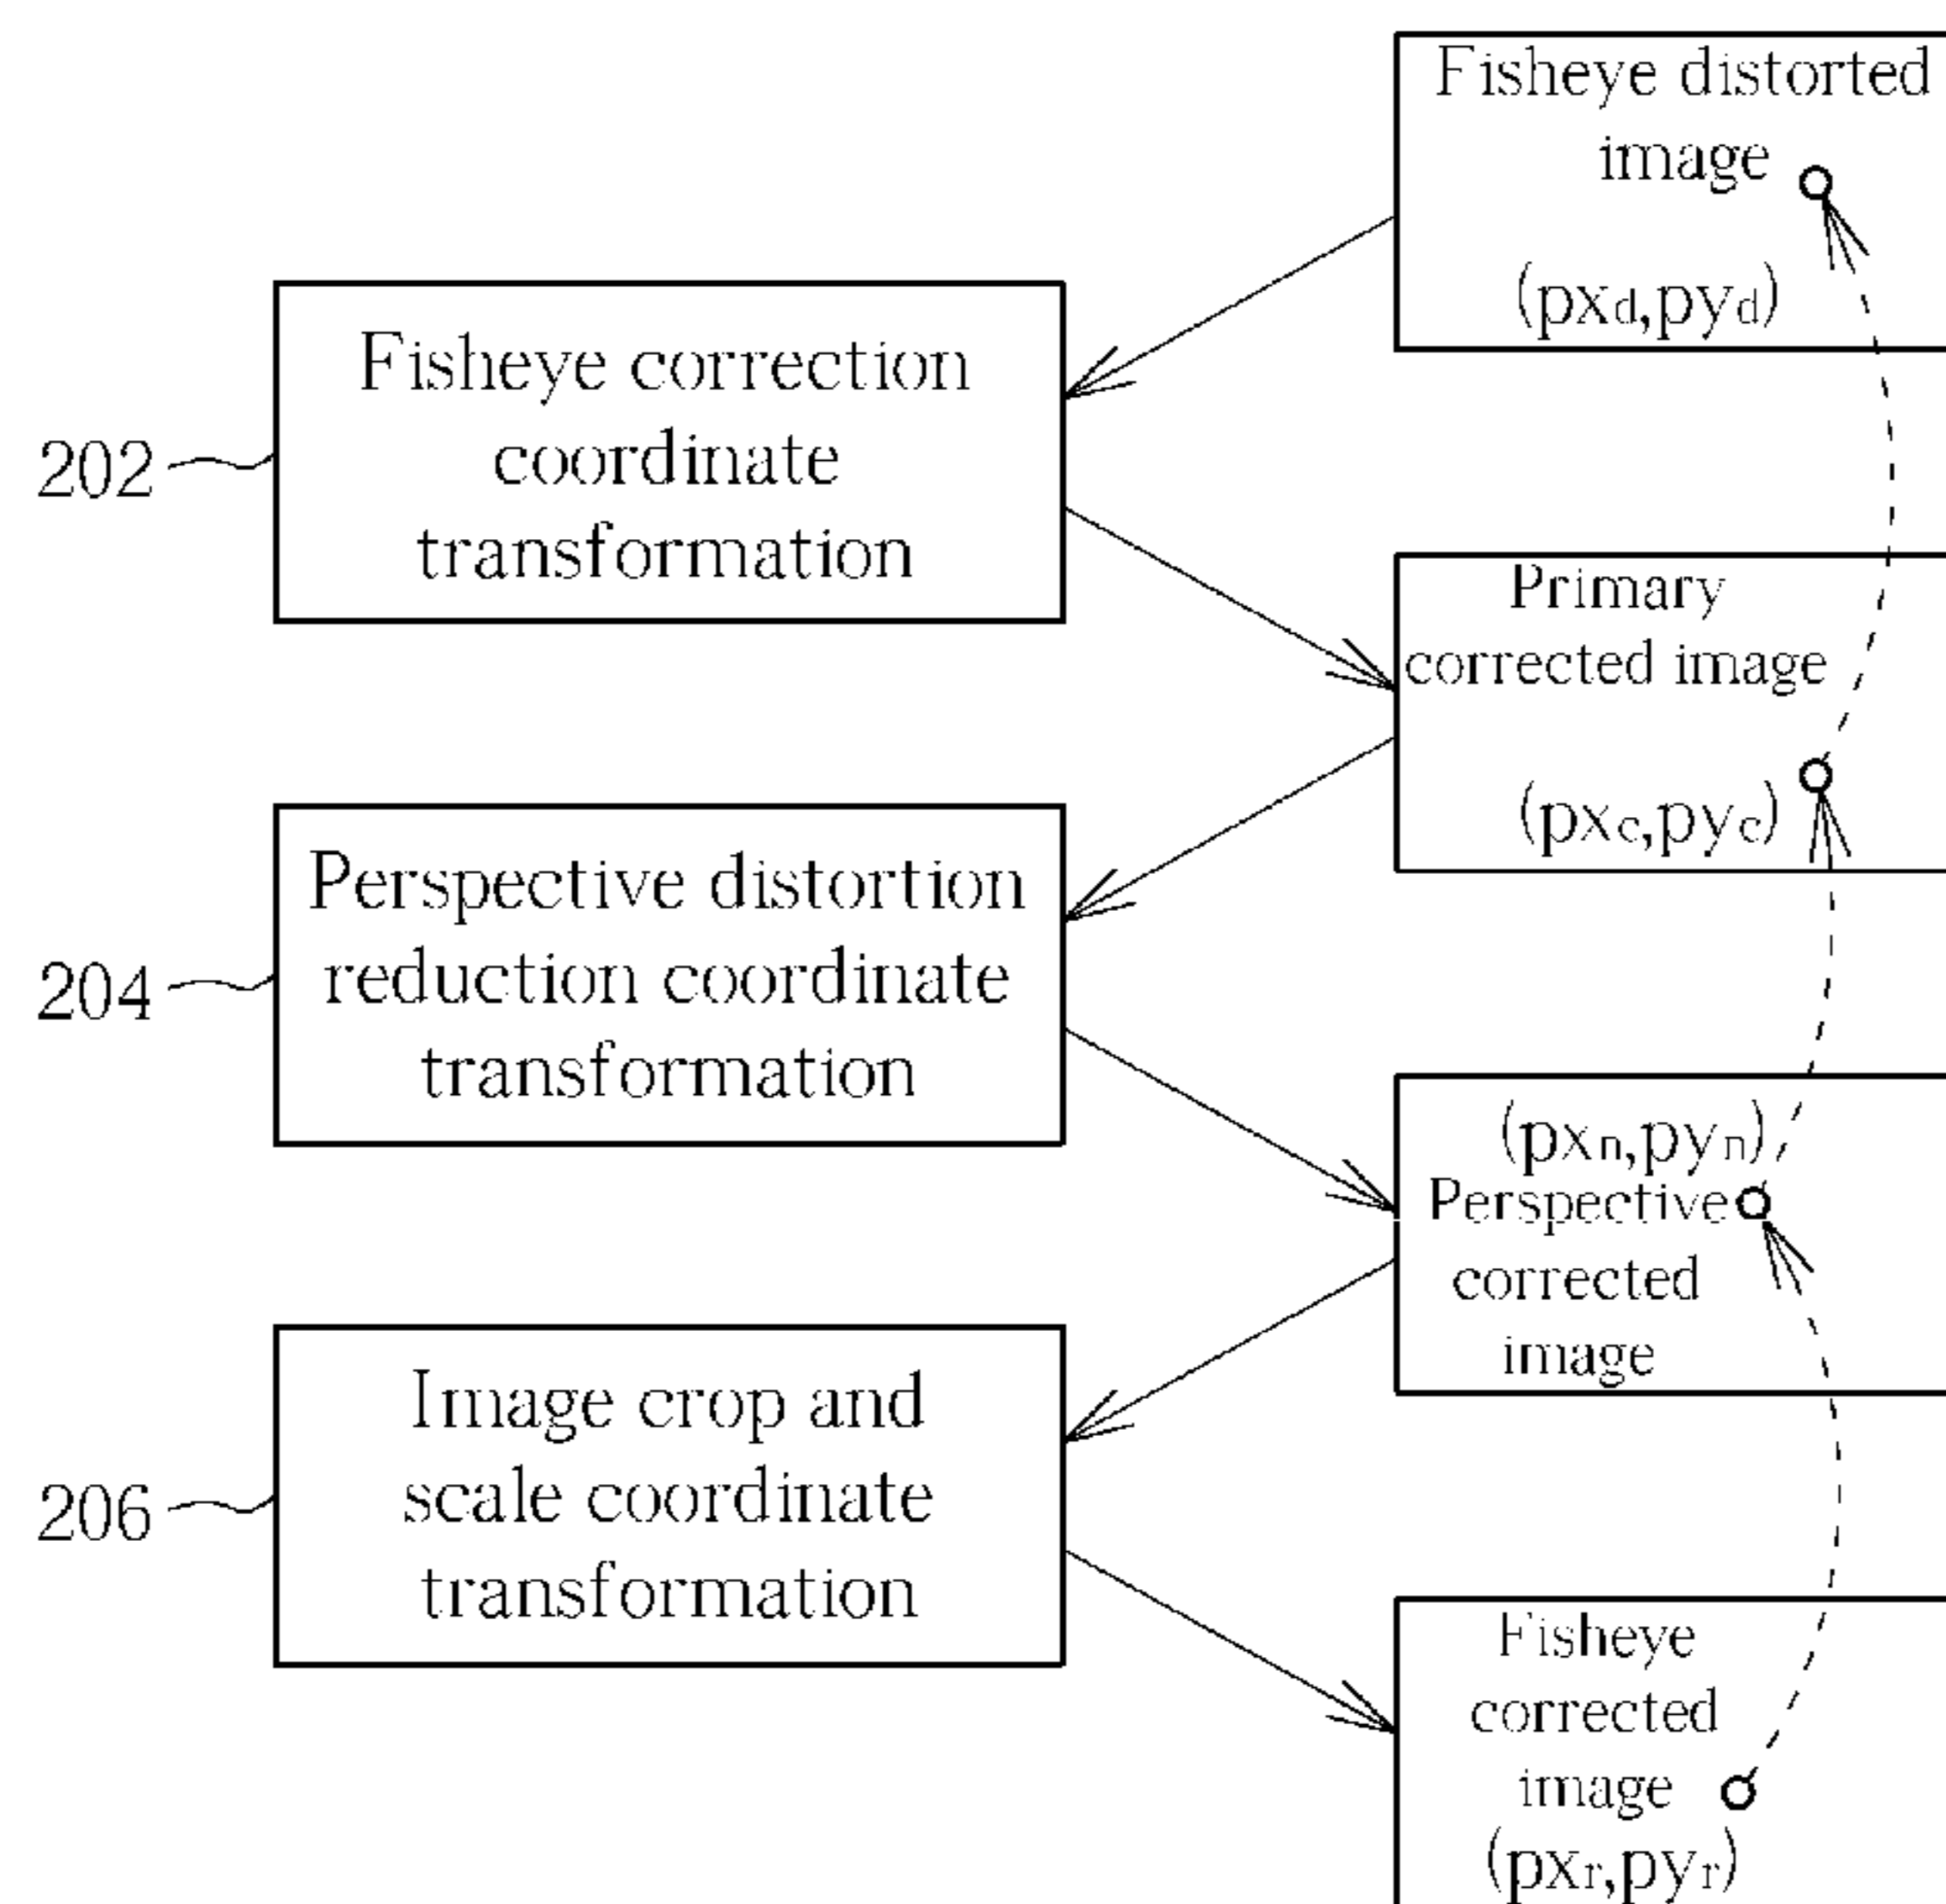 Fisheye distorted
image
(pxd,pyd)
Fisheye correction
coordinate
transformation
202
Primary
corrected image
(pxc,pyc)
Perspective distortion
reduction coordinate
transformation
204
(pxn,pyn)
Perspective
corrected
image
Image crop and
scale coordinate
transformation
206
Fisheye
corrected
image
(pxr,pyr)